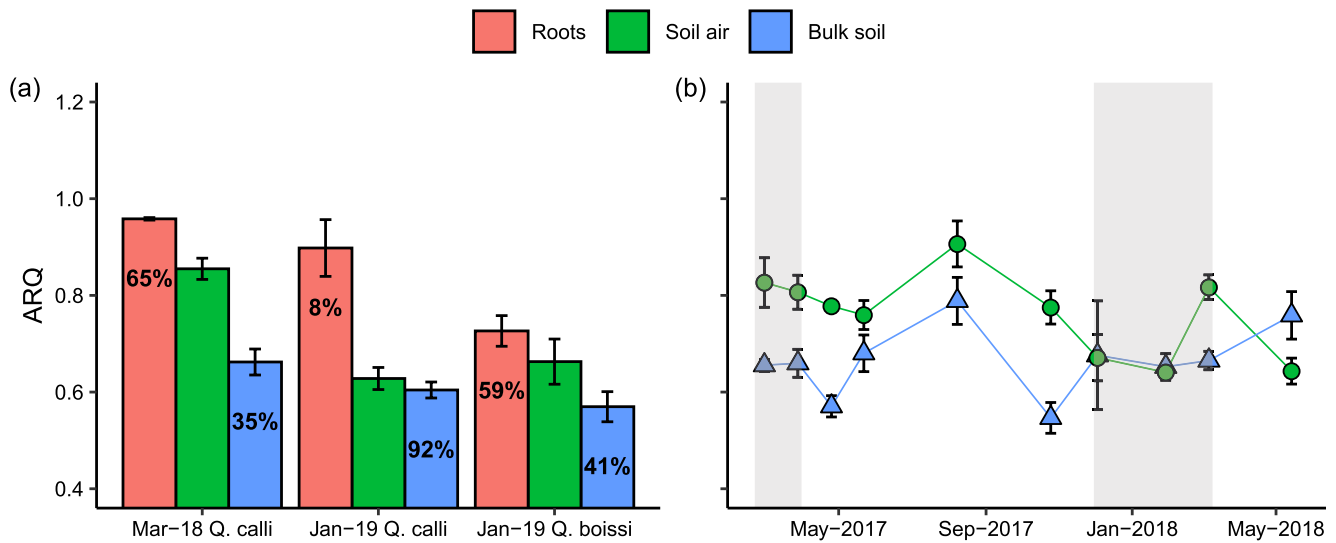 Roots Soil air Bulk soil
(a)
ARQ
1.2
1.0
0.8
0.6
0.4
65%
35%
8%
92%
59%
41%
Mar−18 Q. calli Jan−19 Q. calli Jan−19 Q. boissi
(b)
May−2017 Sep−2017 Jan−2018 May−2018